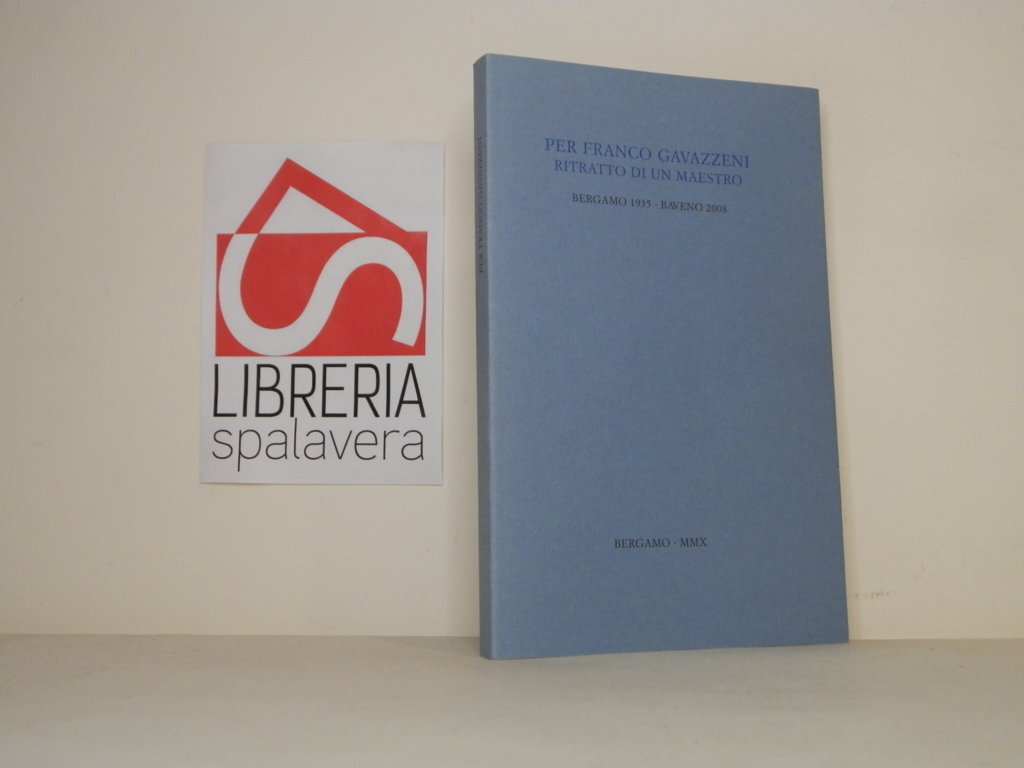 LIBRERIA
spalavera
PER FRANCO GAVAZZENI
PER FRANCO GAVAZZENI
RITRATTO DI UN MAESTRO
BERGAMO 1935 · BAVENO 2008
BERGAMO · MMX